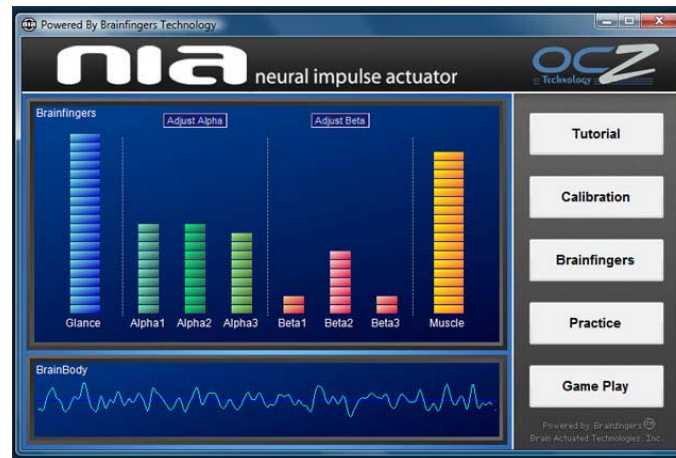 Powered By Brainfingers Technology
nia neural impulse actuator
OCZ
Technology
Brainfingers
Adjust Alpha
Adjust Beta
Glance
Alpha1
Alpha2
Alpha3
Beta1
Beta2
Beta3
Muscle
BrainBody
Tutorial
Calibration
Brainfingers
Practice
Game Play
Powered by Brainfingers
Brain Actuated Technologies, Inc.